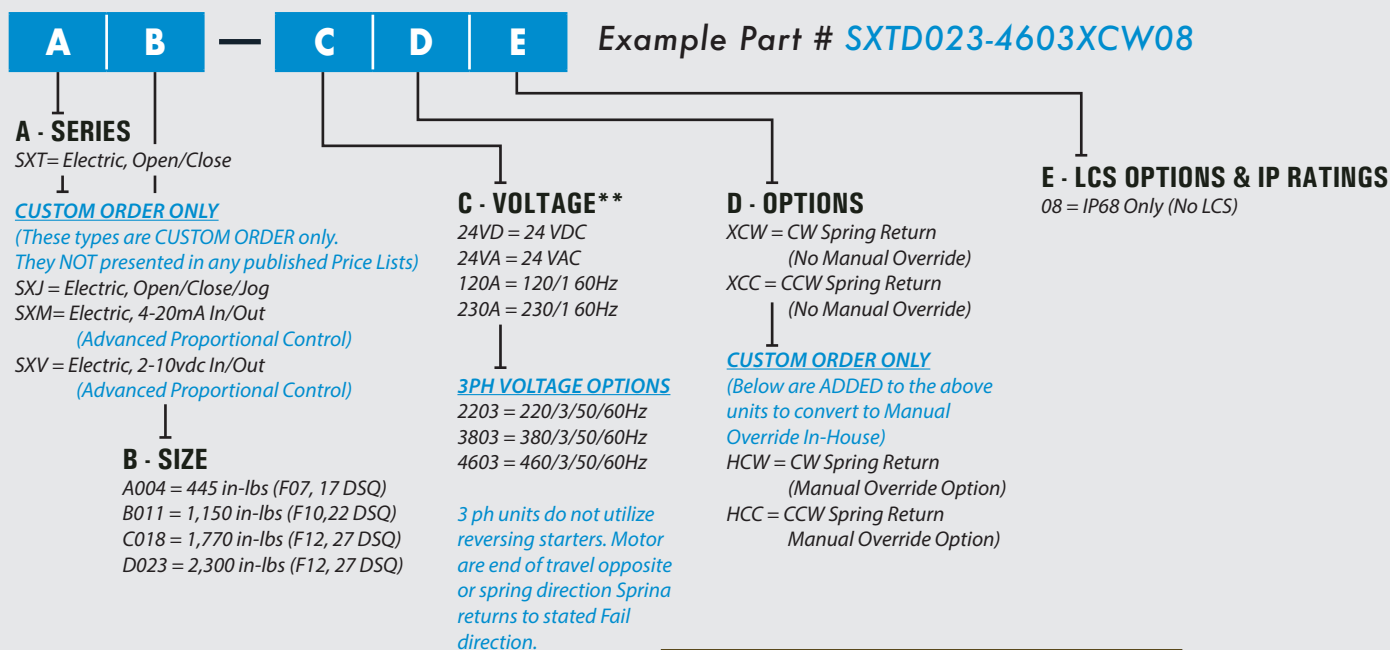 A B — C D E Example Part # SXTD023-4603XCW08
A - SERIES
SXT= Electric, Open/Close
CUSTOM ORDER ONLY
(These types are CUSTOM ORDER only.
They NOT presented in any published Price Lists)
SXJ = Electric, Open/Close/Jog
SXM= Electric, 4-20mA In/Out
(Advanced Proportional Control)
SXV = Electric, 2-10vdc In/Out
(Advanced Proportional Control)
B - SIZE
A004 = 445 in-lbs (F07, 17 DSQ)
B011 = 1,150 in-lbs (F10,22 DSQ)
C018 = 1,770 in-lbs (F12, 27 DSQ)
D023 = 2,300 in-lbs (F12, 27 DSQ)
C - VOLTAGE**
24VD = 24 VDC
24VA = 24 VAC
120A = 120/1 60Hz
230A = 230/1 60Hz
3PH VOLTAGE OPTIONS
2203 = 220/3/50/60Hz
3803 = 380/3/50/60Hz
4603 = 460/3/50/60Hz
3 ph units do not utilize
reversing starters. Motor
are end of travel opposite
or spring direction Sprina
returns to stated Fail
direction.
D - OPTIONS
XCW = CW Spring Return
(No Manual Override)
XCC = CCW Spring Return
(No Manual Override)
CUSTOM ORDER ONLY
(Below are ADDED to the above
units to convert to Manual
Override In-House)
HCW = CW Spring Return
(Manual Override Option)
HCC = CCW Spring Return
Manual Override Option)
E - LCS OPTIONS & IP RATINGS
08 = IP68 Only (No LCS)